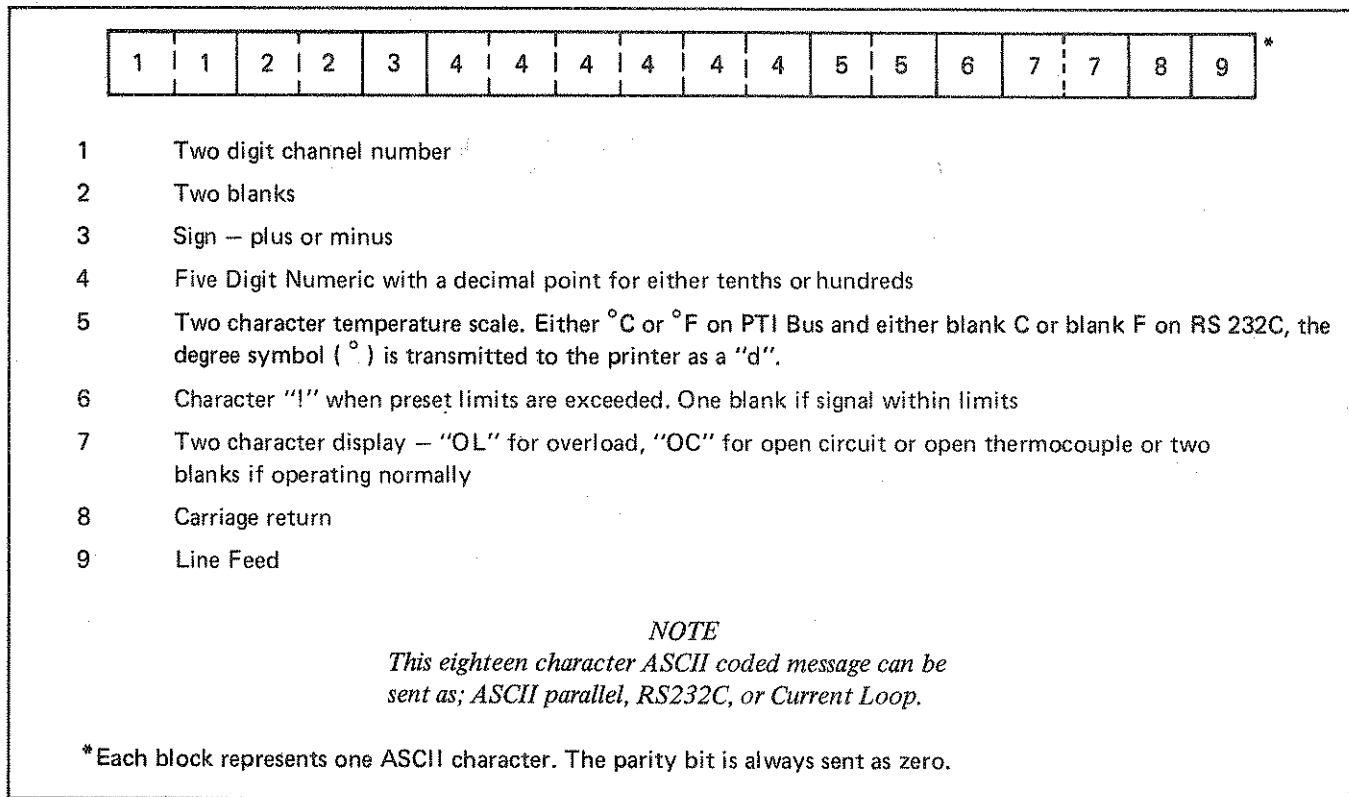 1 1 2 2 3 4 4 4 4 4 4 5 5 6 7 7 8 9 *
1 Two digit channel number
2 Two blanks
3 Sign — plus or minus
4 Five Digit Numeric with a decimal point for either tenths or hundreds
5 Two character temperature scale. Either °C or °F on PTI Bus and either blank C or blank F on RS 232C, the
degree symbol ( ° ) is transmitted to the printer as a "d".
6 Character "!" when preset limits are exceeded. One blank if signal within limits
7 Two character display — "OL" for overload, "OC" for open circuit or open thermocouple or two
blanks if operating normally
8 Carriage return
9 Line Feed
NOTE
This eighteen character ASCII coded message can be
sent as; ASCII parallel, RS232C, or Current Loop.
*Each block represents one ASCII character. The parity bit is always sent as zero.